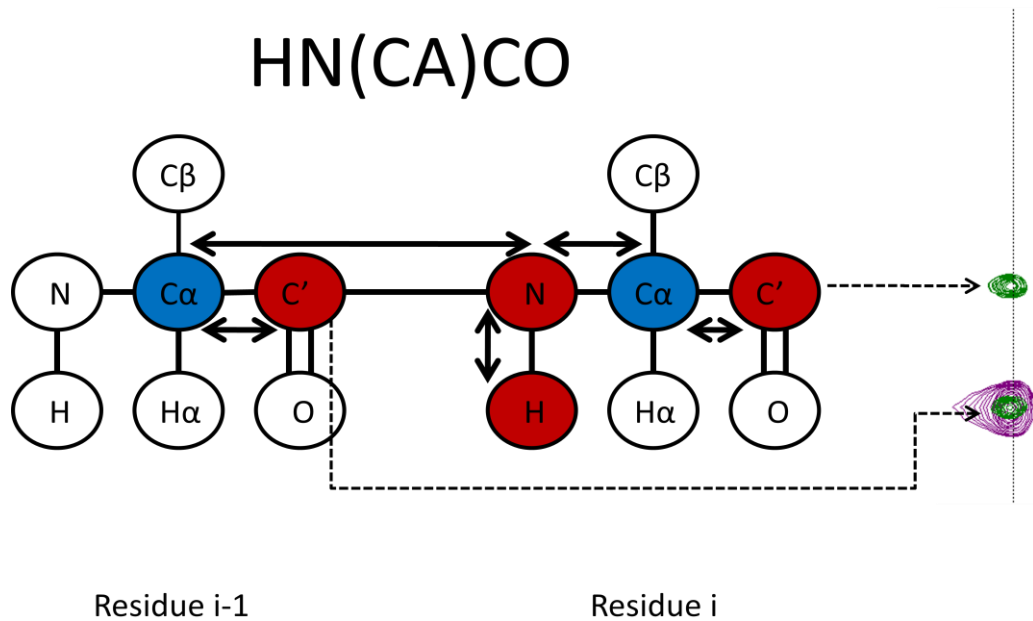 HN(CA)CO
Cβ Cβ
N Cα C’ N Cα C’
H Hα O H Hα O
Residue i-1 Residue i